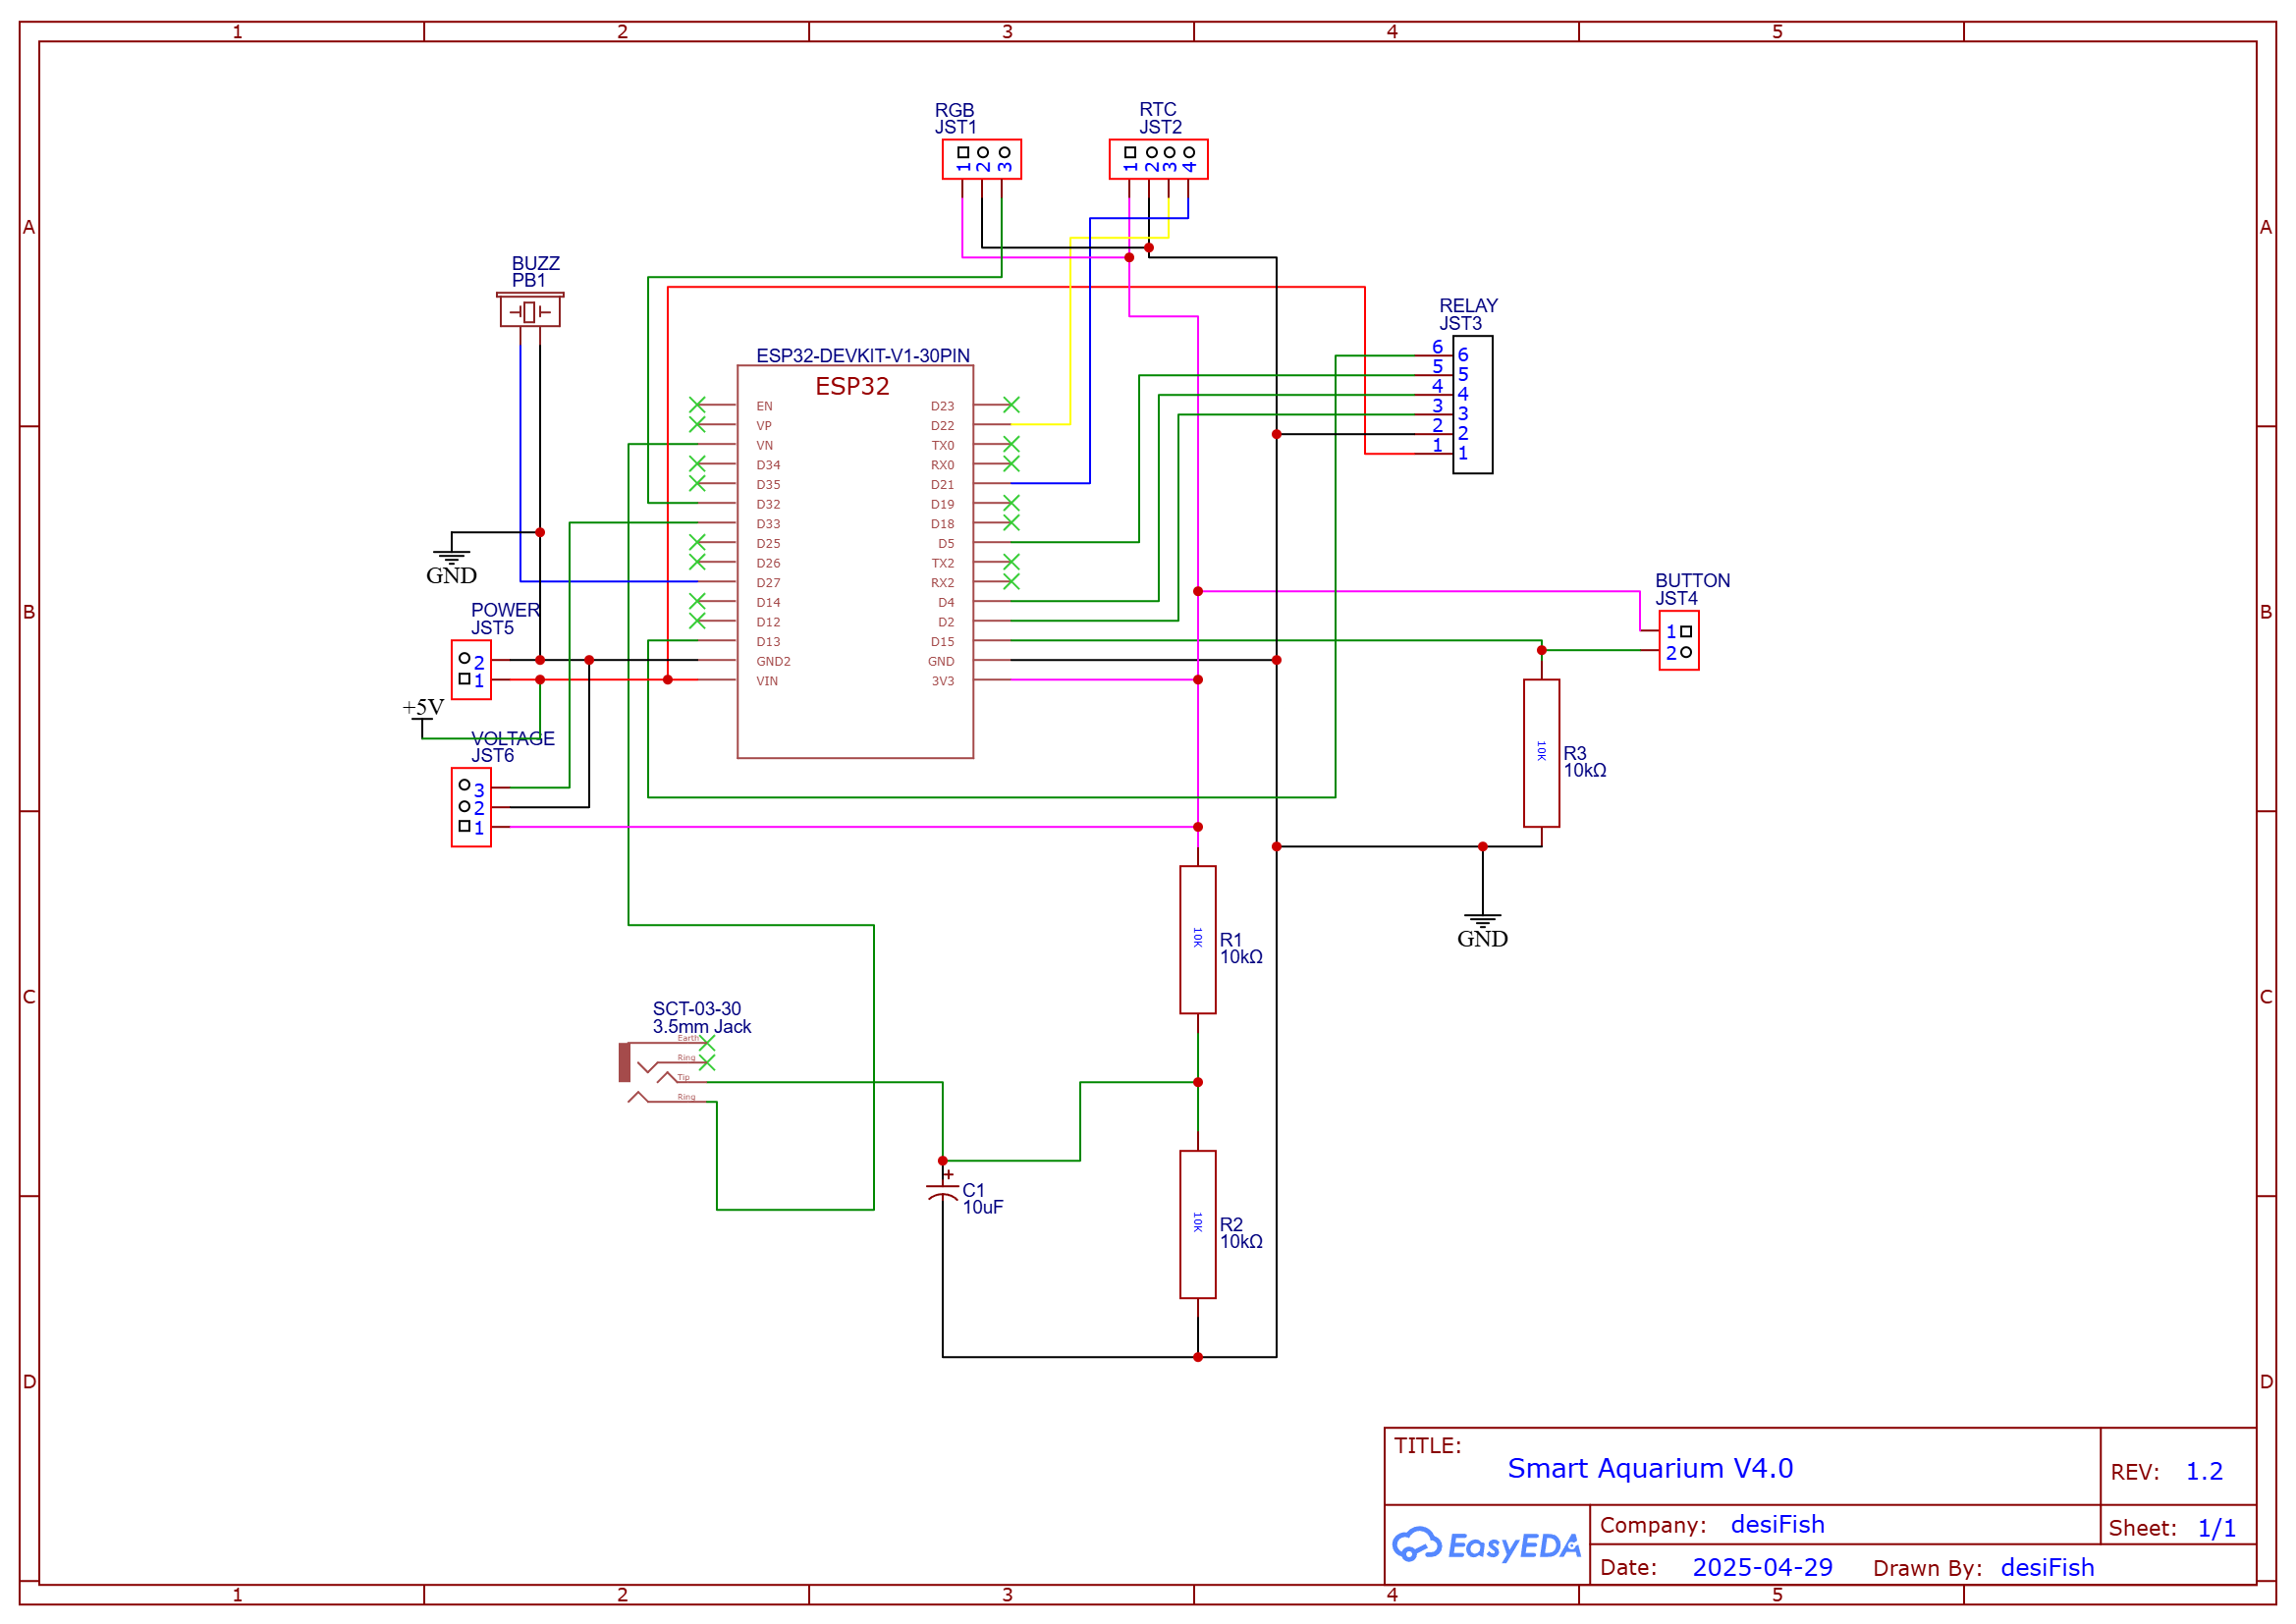 1 2 3 4 5
A
B
C
D
A
B
C
D
RGB
JST1
1 2 3
RTC
JST2
1 2 3 4
BUZZ
PB1
RELAY
JST3
6 6
5 5
4 4
3 3
2 2
1 1
ESP32-DEVKIT-V1-30PIN
ESP32
EN D23
VP D22
VN TX0
D34 RX0
D35 D21
D32 D19
D33 D18
D25 D5
D26 TX2
D27 RX2
D14 D4
D12 D2
D13 D15
GND2 GND
VIN 3V3
GND
POWER
JST5
2
1
+5V
VOLTAGE
JST6
3
2
1
BUTTON
JST4
1
2
10K
R3
10kΩ
GND
10K
R1
10kΩ
SCT-03-30
3.5mm Jack
Earth
Ring
Tip
Ring
+
C1
10uF
10K
R2
10kΩ
TITLE:
Smart Aquarium V4.0
REV: 1.2
EasyEDA
Company: desiFish
Sheet: 1/1
Date: 2025-04-29 Drawn By: desiFish
1 2 3 4 5